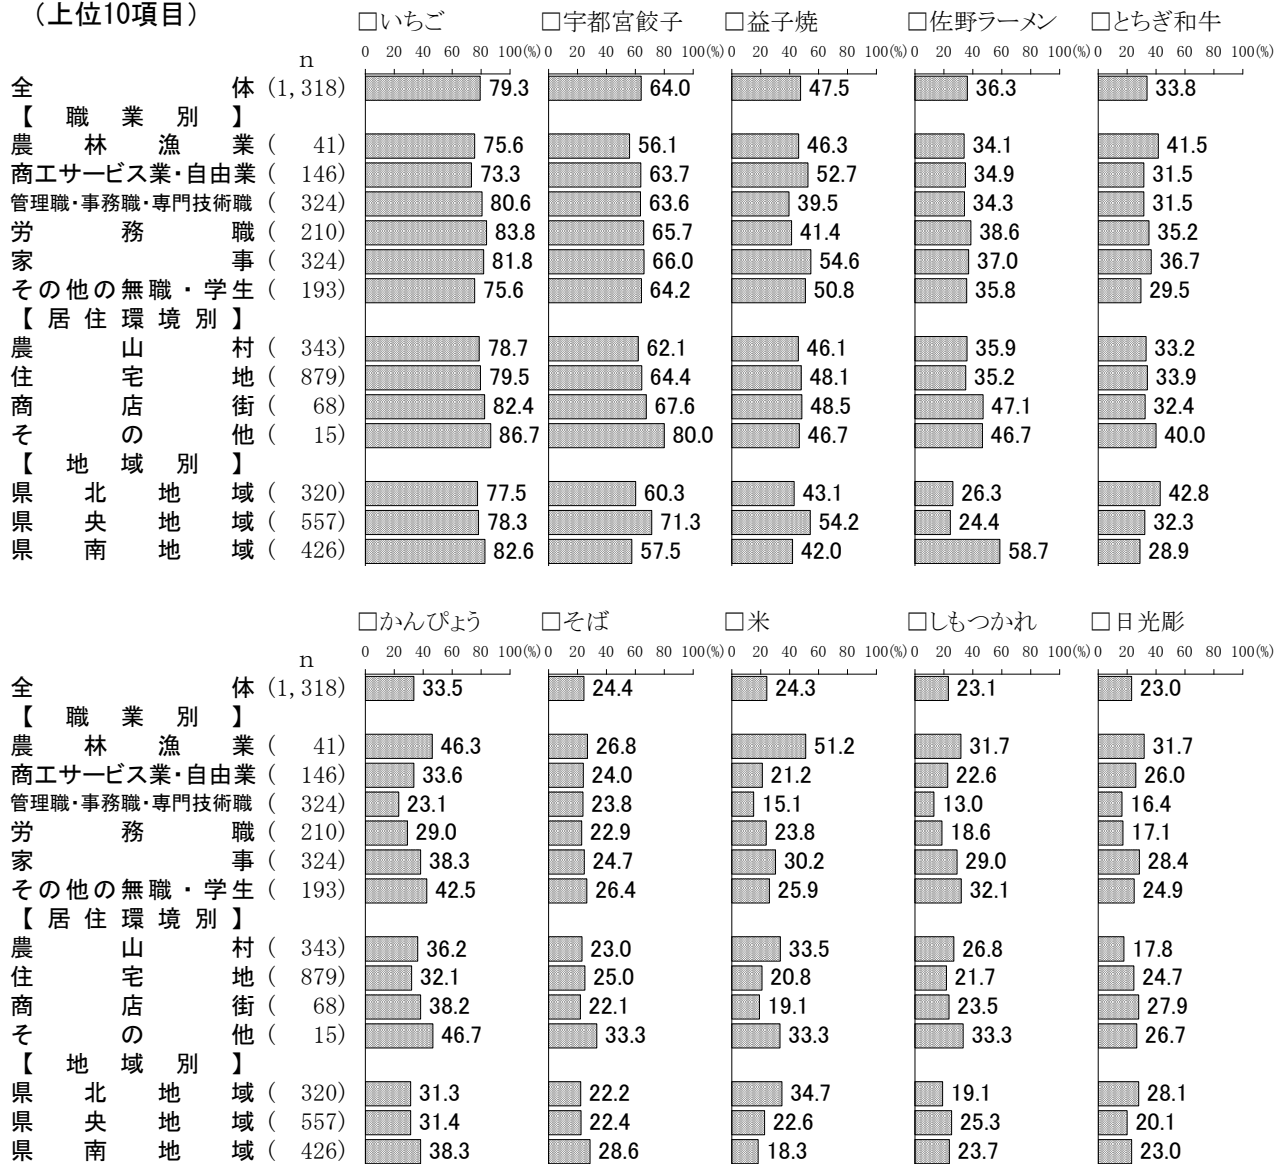 （上位10項目）
□いちご □宇都宮餃子 □益子焼 □佐野ラーメン □とちぎ和牛
n 0 20 40 60 80 100(%) 0 20 40 60 80 100(%) 0 20 40 60 80 100(%) 0 20 40 60 80 100(%) 0 20 40 60 80 100(%)
全体 (1,318) 79.3 64.0 47.5 36.3 33.8
【職業別】
農林漁業 ( 41) 75.6 56.1 46.3 34.1 41.5
商工サービス業・自由業 ( 146) 73.3 63.7 52.7 34.9 31.5
管理職・事務職・専門技術職 ( 324) 80.6 63.6 39.5 34.3 31.5
労務職 ( 210) 83.8 65.7 41.4 38.6 35.2
家事 ( 324) 81.8 66.0 54.6 37.0 36.7
その他の無職・学生 ( 193) 75.6 64.2 50.8 35.8 29.5
【居住環境別】
農山村 ( 343) 78.7 62.1 46.1 35.9 33.2
住宅地 ( 879) 79.5 64.4 48.1 35.2 33.9
商店街 ( 68) 82.4 67.6 48.5 47.1 32.4
その他 ( 15) 86.7 80.0 46.7 46.7 40.0
【地域別】
県北地域 ( 320) 77.5 60.3 43.1 26.3 42.8
県央地域 ( 557) 78.3 71.3 54.2 24.4 32.3
県南地域 ( 426) 82.6 57.5 42.0 58.7 28.9
□かんぴょう □そば □米 □しもつかれ □日光彫
n 0 20 40 60 80 100(%) 0 20 40 60 80 100(%) 0 20 40 60 80 100(%) 0 20 40 60 80 100(%) 0 20 40 60 80 100(%)
全体 (1,318) 33.5 24.4 24.3 23.1 23.0
【職業別】
農林漁業 ( 41) 46.3 26.8 51.2 31.7 31.7
商工サービス業・自由業 ( 146) 33.6 24.0 21.2 22.6 26.0
管理職・事務職・専門技術職 ( 324) 23.1 23.8 15.1 13.0 16.4
労務職 ( 210) 29.0 22.9 23.8 18.6 17.1
家事 ( 324) 38.3 24.7 30.2 29.0 28.4
その他の無職・学生 ( 193) 42.5 26.4 25.9 32.1 24.9
【居住環境別】
農山村 ( 343) 36.2 23.0 33.5 26.8 17.8
住宅地 ( 879) 32.1 25.0 20.8 21.7 24.7
商店街 ( 68) 38.2 22.1 19.1 23.5 27.9
その他 ( 15) 46.7 33.3 33.3 33.3 26.7
【地域別】
県北地域 ( 320) 31.3 22.2 34.7 19.1 28.1
県央地域 ( 557) 31.4 22.4 22.6 25.3 20.1
県南地域 ( 426) 38.3 28.6 18.3 23.7 23.0